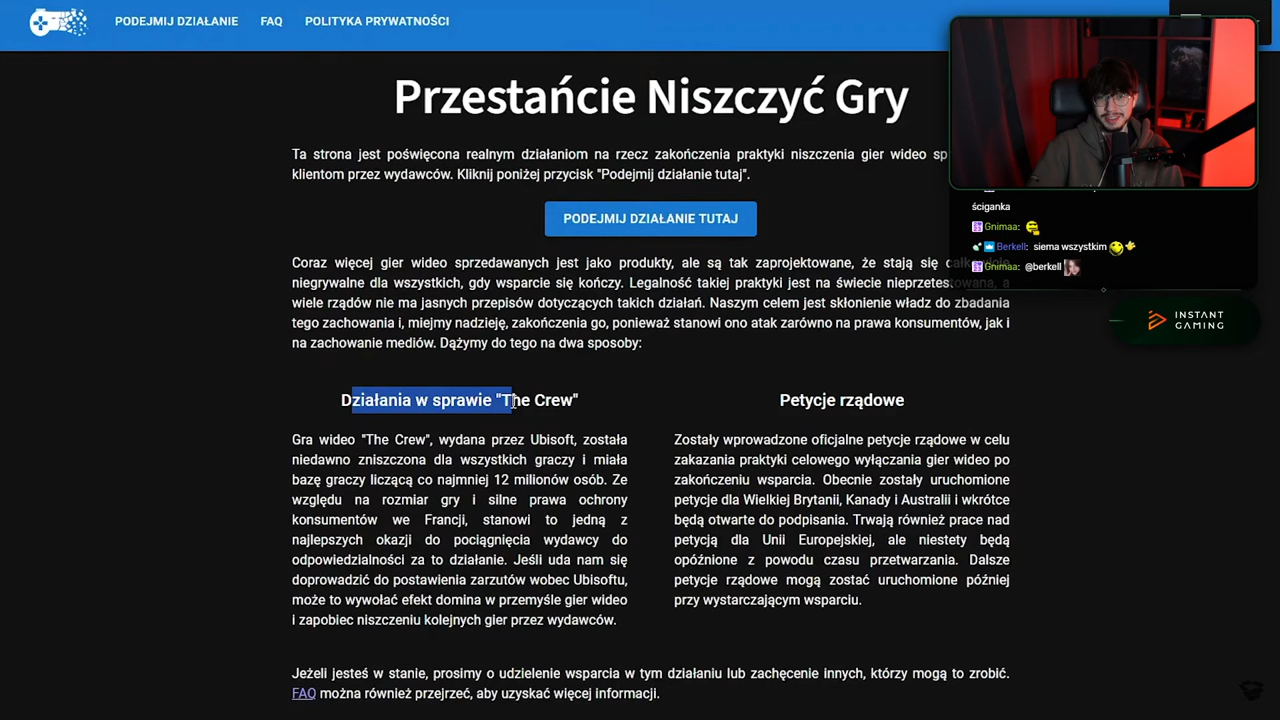 PODEJMIJ DZIAŁANIE FAQ POLITYKA PRYWATNOŚCI
Przestańcie Niszczyć Gry
Ta strona jest poświęcona realnym działaniom na rzecz zakończenia praktyki niszczenia gier wideo
klientom przez wydawców. Kliknij poniżej przycisk "Podejmij działanie tutaj".
PODEJMIJ DZIAŁANIE TUTAJ
Coraz więcej gier wideo sprzedawanych jest jako produkty, ale są tak zaprojektowane, że stają się całkowicie
niegrywalne dla wszystkich, gdy wsparcie się kończy. Legalność takiej praktyki jest na świecie nieprzetestowana, a
wiele rządów nie ma jasnych przepisów dotyczących takich działań. Naszym celem jest skłonienie władz do zbadania
tego zachowania i, miejmy nadzieję, zakończenia go, ponieważ stanowi ono atak zarówno na prawa konsumentów, jak i
na zachowanie mediów. Dążymy do tego na dwa sposoby:
Działania w sprawie "The Crew"
Gra wideo "The Crew", wydana przez Ubisoft, została
niedawno zniszczona dla wszystkich graczy i miała
bazę graczy liczącą co najmniej 12 milionów osób. Ze
względu na rozmiar gry i silne prawa ochrony
konsumentów we Francji, stanowi to jedną z
najlepszych okazji do pociągnięcia wydawcy do
odpowiedzialności za to działanie. Jeśli uda nam się
doprowadzić do postawienia zarzutów wobec Ubisoftu,
może to wywołać efekt domina w przemyśle gier wideo
i zapobiec niszczeniu kolejnych gier przez wydawców.
Petycje rządowe
Zostały wprowadzone oficjalne petycje rządowe w celu
zakazania praktyki celowego wyłączania gier wideo po
zakończeniu wsparcia. Obecnie zostały uruchomione
petycje dla Wielkiej Brytanii, Kanady i Australii i wkrótce
będą otwarte do podpisania. Trwają również prace nad
petycją dla Unii Europejskiej, ale niestety będą
opóźnione z powodu czasu przetwarzania. Dalsze
petycje rządowe mogą zostać uruchomione później
przy wystarczającym wsparciu.
Jeżeli jesteś w stanie, prosimy o udzielenie wsparcia w tym działaniu lub zachęcenie innych, którzy mogą to zrobić.
FAQ można również przejrzeć, aby uzyskać więcej informacji.
ściganka
Gnimaa:
Berkell: siema wszystkim
Gnimaa: @berkell
INSTANT
GAMING